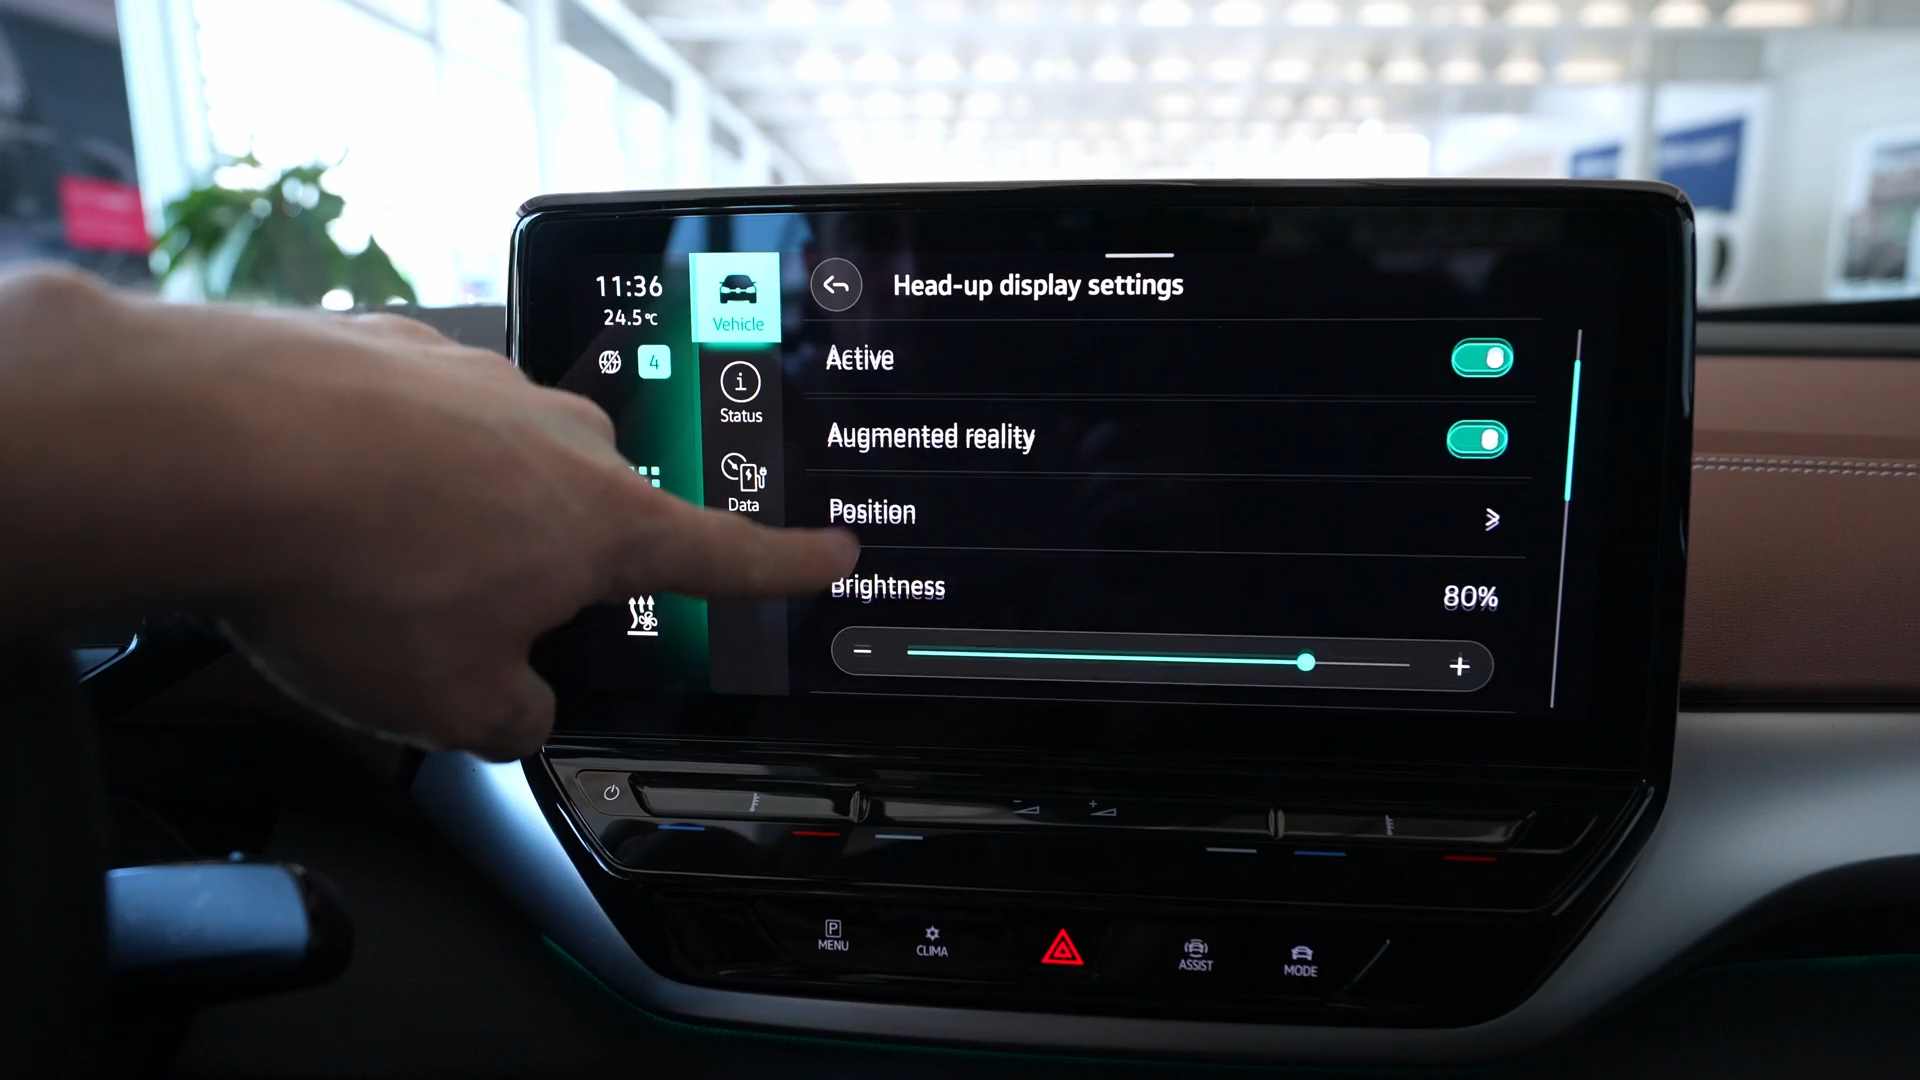 11:36
24.5°C
4
Vehicle
Status
Data
Head-up display settings
Active
Augmented reality
Position
Brightness
80%
P
MENU
CLIMA
ASSIST
MODE